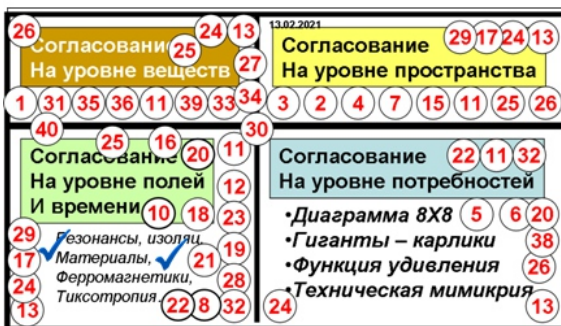 13.02.2021
26 24 13
Согласование
25
На уровне веществ 27
1 31 35 36 11 39 33 34
29 17 24 13
Согласование
На уровне пространства
3 2 4 7 15 11 25 26
40 30
25 16 20 11
Согласование
На уровне полей 12
И времени 10 18 23
29 Резонансы, изоляц. 19
17 Материалы, 21
24 Ферромагнетики, 28
13 Тиксотропия... 22 8 32
Согласование 22 11 32
На уровне потребностей
•Диаграмма 8Х8 5 6 20
•Гиганты – карлики 38
•Функция удивления 26
•Техническая мимикрия
24 13